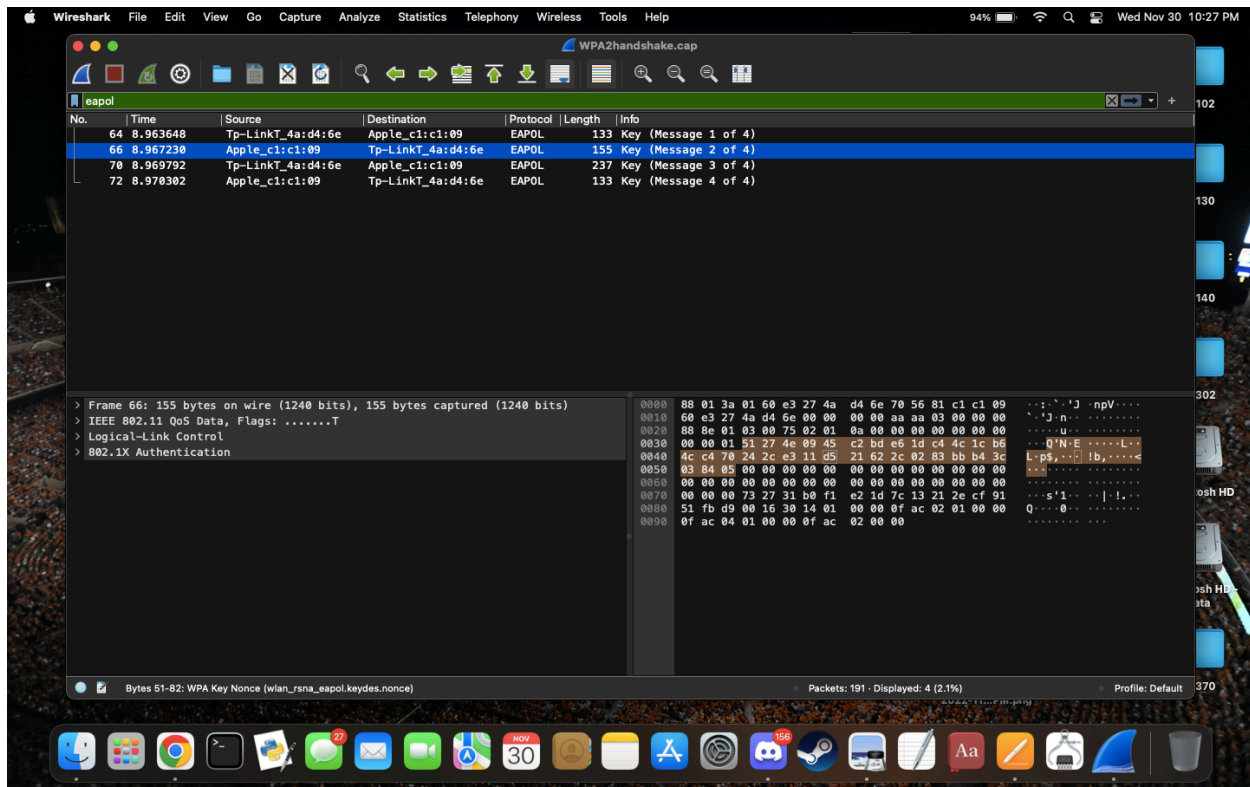 Wireshark File Edit View Go Capture Analyze Statistics Telephony Wireless Tools Help 94% Wed Nov 30 10:27 PM
WPA2handshake.cap
eapol
No. Time Source Destination Protocol Length Info
64 8.963648 Tp-LinkT_4a:d4:6e Apple_c1:c1:09 EAPOL 133 Key (Message 1 of 4)
66 8.967230 Apple_c1:c1:09 Tp-LinkT_4a:d4:6e EAPOL 155 Key (Message 2 of 4)
70 8.969792 Tp-LinkT_4a:d4:6e Apple_c1:c1:09 EAPOL 237 Key (Message 3 of 4)
72 8.970302 Apple_c1:c1:09 Tp-LinkT_4a:d4:6e EAPOL 133 Key (Message 4 of 4)
> Frame 66: 155 bytes on wire (1240 bits), 155 bytes captured (1240 bits)
> IEEE 802.11 QoS Data, Flags: .......T
> Logical-Link Control
> 802.1X Authentication
0000 88 01 3a 01 60 e3 27 4a d4 6e 70 56 81 c1 c1 09 ··:·`·'J ·npV····
0010 60 e3 27 4a d4 6e 00 00 00 00 aa aa 03 00 00 00 `·'J·n·· ········
0020 88 8e 01 03 00 75 02 01 0a 00 00 00 00 00 00 00 ·····u·· ········
0030 00 00 01 51 27 4e 09 45 c2 bd e6 1d c4 4c 1c b6 ···Q'N·E ·····L··
0040 4c c4 70 24 2c e3 11 d5 21 62 2c 02 83 bb b4 3c L·p$,··· !b,····<
0050 03 84 05 00 00 00 00 00 00 00 00 00 00 00 00 00 ········ ········
0060 00 00 00 00 00 00 00 00 00 00 00 00 00 00 00 00 ········ ········
0070 00 00 00 73 27 31 b0 f1 e2 1d 7c 13 21 2e cf 91 ···s'1·· ··|·!.··
0080 51 fb d9 00 16 30 14 01 00 00 0f ac 02 01 00 00 Q····0·· ········
0090 0f ac 04 01 00 00 0f ac 02 00 00 ········ ···
Bytes 51-82: WPA Key Nonce (wlan_rsna_eapol.keydes.nonce) Packets: 191 · Displayed: 4 (2.1%) Profile: Default
102
130
140
302
osh HD
osh HD -
ata
370
27
NOV
30
156
Aa